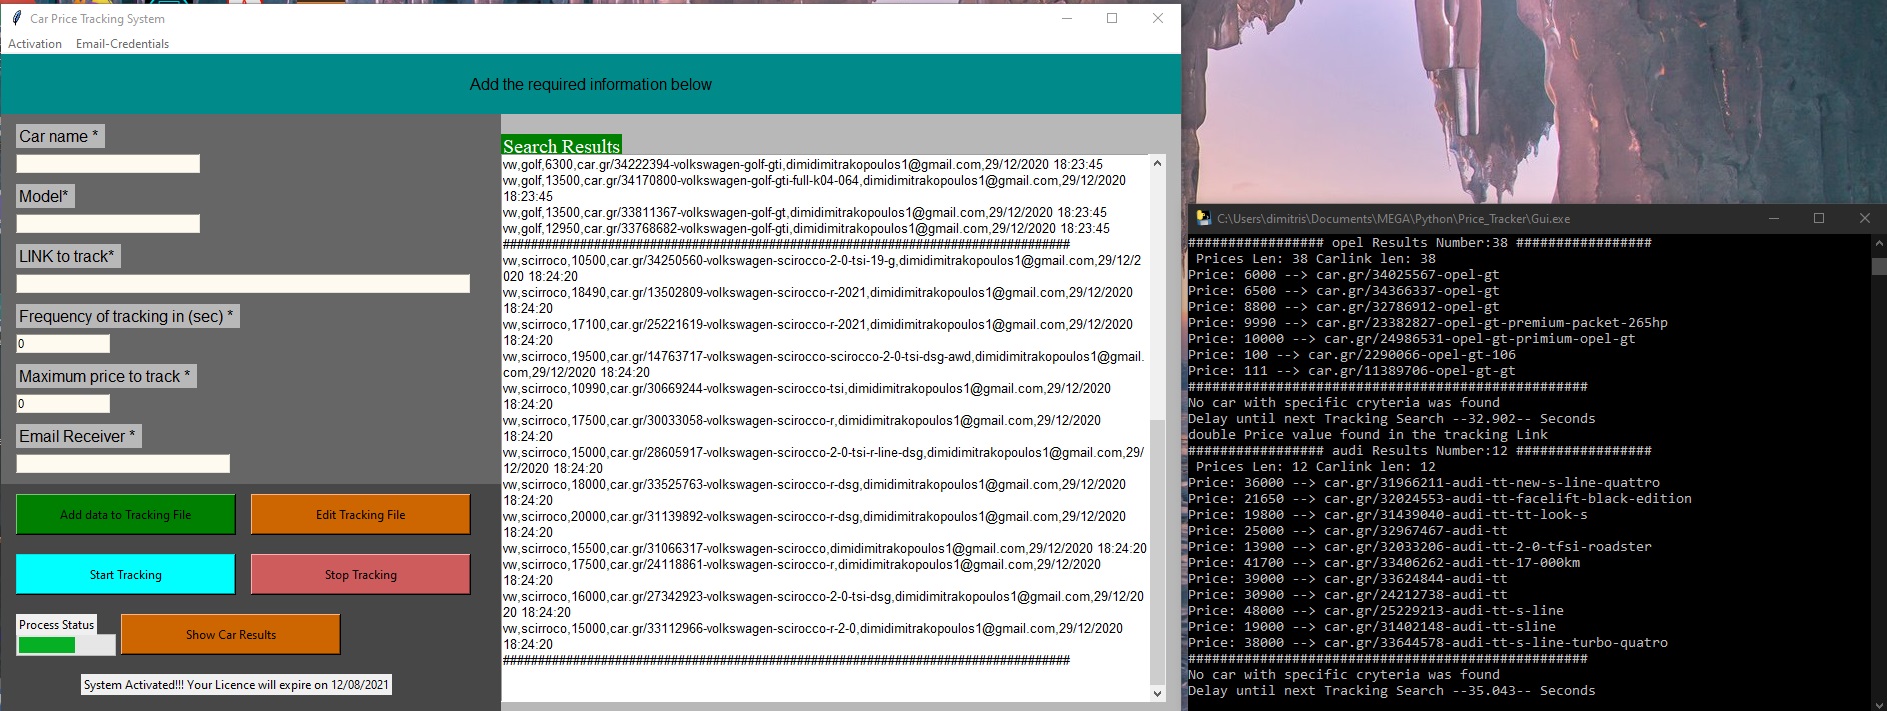 Car Price Tracking System
Activation Email-Credentials
Add the required information below
Car name *
Model*
LINK to track*
Frequency of tracking in (sec) *
0
Maximum price to track *
0
Email Receiver *
Add data to Tracking File
Edit Tracking File
Start Tracking
Stop Tracking
Process Status
Show Car Results
System Activated!!! Your Licence will expire on 12/08/2021
Search Results
vw,golf,6300,car.gr/34222394-volkswagen-golf-gti,dimidimitrakopoulos1@gmail.com,29/12/2020 18:23:45
vw,golf,13500,car.gr/34170800-volkswagen-golf-gti-full-k04-064,dimidimitrakopoulos1@gmail.com,29/12/2020
18:23:45
vw,golf,13500,car.gr/33811367-volkswagen-golf-gt,dimidimitrakopoulos1@gmail.com,29/12/2020 18:23:45
vw,golf,12950,car.gr/33768682-volkswagen-golf-gti,dimidimitrakopoulos1@gmail.com,29/12/2020 18:23:45
#################################################################################
vw,scirroco,10500,car.gr/34250560-volkswagen-scirocco-2-0-tsi-19-g,dimidimitrakopoulos1@gmail.com,29/12/2
020 18:24:20
vw,scirroco,18490,car.gr/13502809-volkswagen-scirocco-r-2021,dimidimitrakopoulos1@gmail.com,29/12/2020
18:24:20
vw,scirroco,17100,car.gr/25221619-volkswagen-scirocco-r-2021,dimidimitrakopoulos1@gmail.com,29/12/2020
18:24:20
vw,scirroco,19500,car.gr/14763717-volkswagen-scirocco-scirocco-2-0-tsi-dsg-awd,dimidimitrakopoulos1@gmail.
com,29/12/2020 18:24:20
vw,scirroco,10990,car.gr/30669244-volkswagen-scirocco-tsi,dimidimitrakopoulos1@gmail.com,29/12/2020
18:24:20
vw,scirroco,17500,car.gr/30033058-volkswagen-scirocco-r,dimidimitrakopoulos1@gmail.com,29/12/2020
18:24:20
vw,scirroco,15000,car.gr/28605917-volkswagen-scirocco-2-0-tsi-r-line-dsg,dimidimitrakopoulos1@gmail.com,29/
12/2020 18:24:20
vw,scirroco,18000,car.gr/33525763-volkswagen-scirocco-r-dsg,dimidimitrakopoulos1@gmail.com,29/12/2020
18:24:20
vw,scirroco,20000,car.gr/31139892-volkswagen-scirocco-r-dsg,dimidimitrakopoulos1@gmail.com,29/12/2020
18:24:20
vw,scirroco,15500,car.gr/31066317-volkswagen-scirocco,dimidimitrakopoulos1@gmail.com,29/12/2020 18:24:20
vw,scirroco,17500,car.gr/24118861-volkswagen-scirocco-r,dimidimitrakopoulos1@gmail.com,29/12/2020
18:24:20
vw,scirroco,16000,car.gr/27342923-volkswagen-scirocco-2-0-tsi-dsg,dimidimitrakopoulos1@gmail.com,29/12/20
20 18:24:20
vw,scirroco,15000,car.gr/33112966-volkswagen-scirocco-r-2-0,dimidimitrakopoulos1@gmail.com,29/12/2020
18:24:20
#################################################################################
C:\Users\dimitris\Documents\MEGA\Python\Price_Tracker\Gui.exe
################# opel Results Number:38 #################
Prices Len: 38 Carlink len: 38
Price: 6000 --> car.gr/34025567-opel-gt
Price: 6500 --> car.gr/34366337-opel-gt
Price: 8800 --> car.gr/32786912-opel-gt
Price: 9990 --> car.gr/23382827-opel-gt-premium-packet-265hp
Price: 10000 --> car.gr/24986531-opel-gt-primium-opel-gt
Price: 100 --> car.gr/2290066-opel-gt-106
Price: 111 --> car.gr/11389706-opel-gt-gt
##################################################
No car with specific cryteria was found
Delay until next Tracking Search --32.902-- Seconds
double Price value found in the tracking Link
################# audi Results Number:12 #################
Prices Len: 12 Carlink len: 12
Price: 36000 --> car.gr/31966211-audi-tt-new-s-line-quattro
Price: 21650 --> car.gr/32024553-audi-tt-facelift-black-edition
Price: 19800 --> car.gr/31439040-audi-tt-tt-look-s
Price: 25000 --> car.gr/32967467-audi-tt
Price: 13900 --> car.gr/32033206-audi-tt-2-0-tfsi-roadster
Price: 41700 --> car.gr/33406262-audi-tt-17-000km
Price: 39000 --> car.gr/33624844-audi-tt
Price: 30900 --> car.gr/24212738-audi-tt
Price: 48000 --> car.gr/25229213-audi-tt-s-line
Price: 19000 --> car.gr/31402148-audi-tt-sline
Price: 38000 --> car.gr/33644578-audi-tt-s-line-turbo-quatro
##################################################
No car with specific cryteria was found
Delay until next Tracking Search --35.043-- Seconds